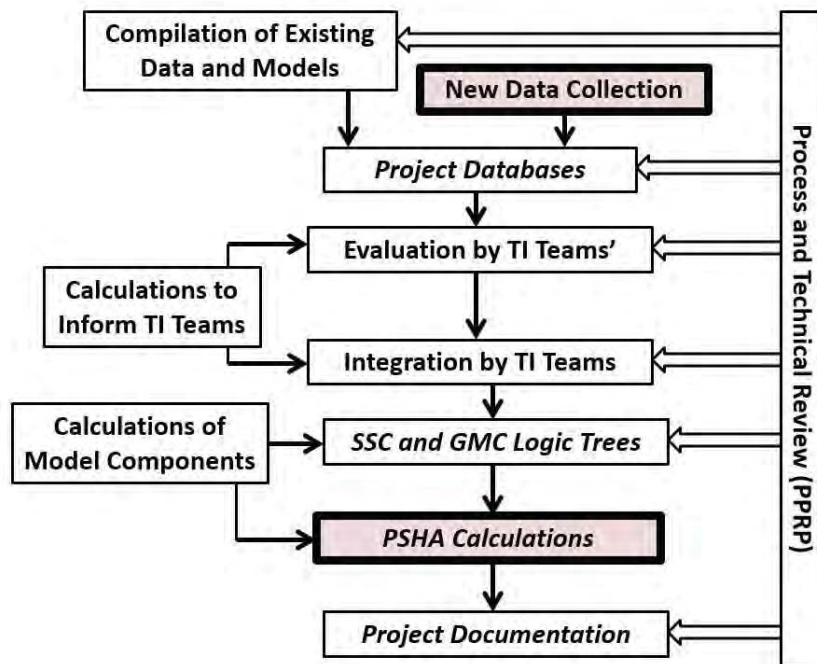 Compilation of Existing
Data and Models
New Data Collection
Project Databases
Evaluation by TI Teams’
Calculations to
Inform TI Teams
Integration by TI Teams
Calculations of
Model Components
SSC and GMC Logic Trees
PSHA Calculations
Project Documentation
Process and Technical Review (PPRP)